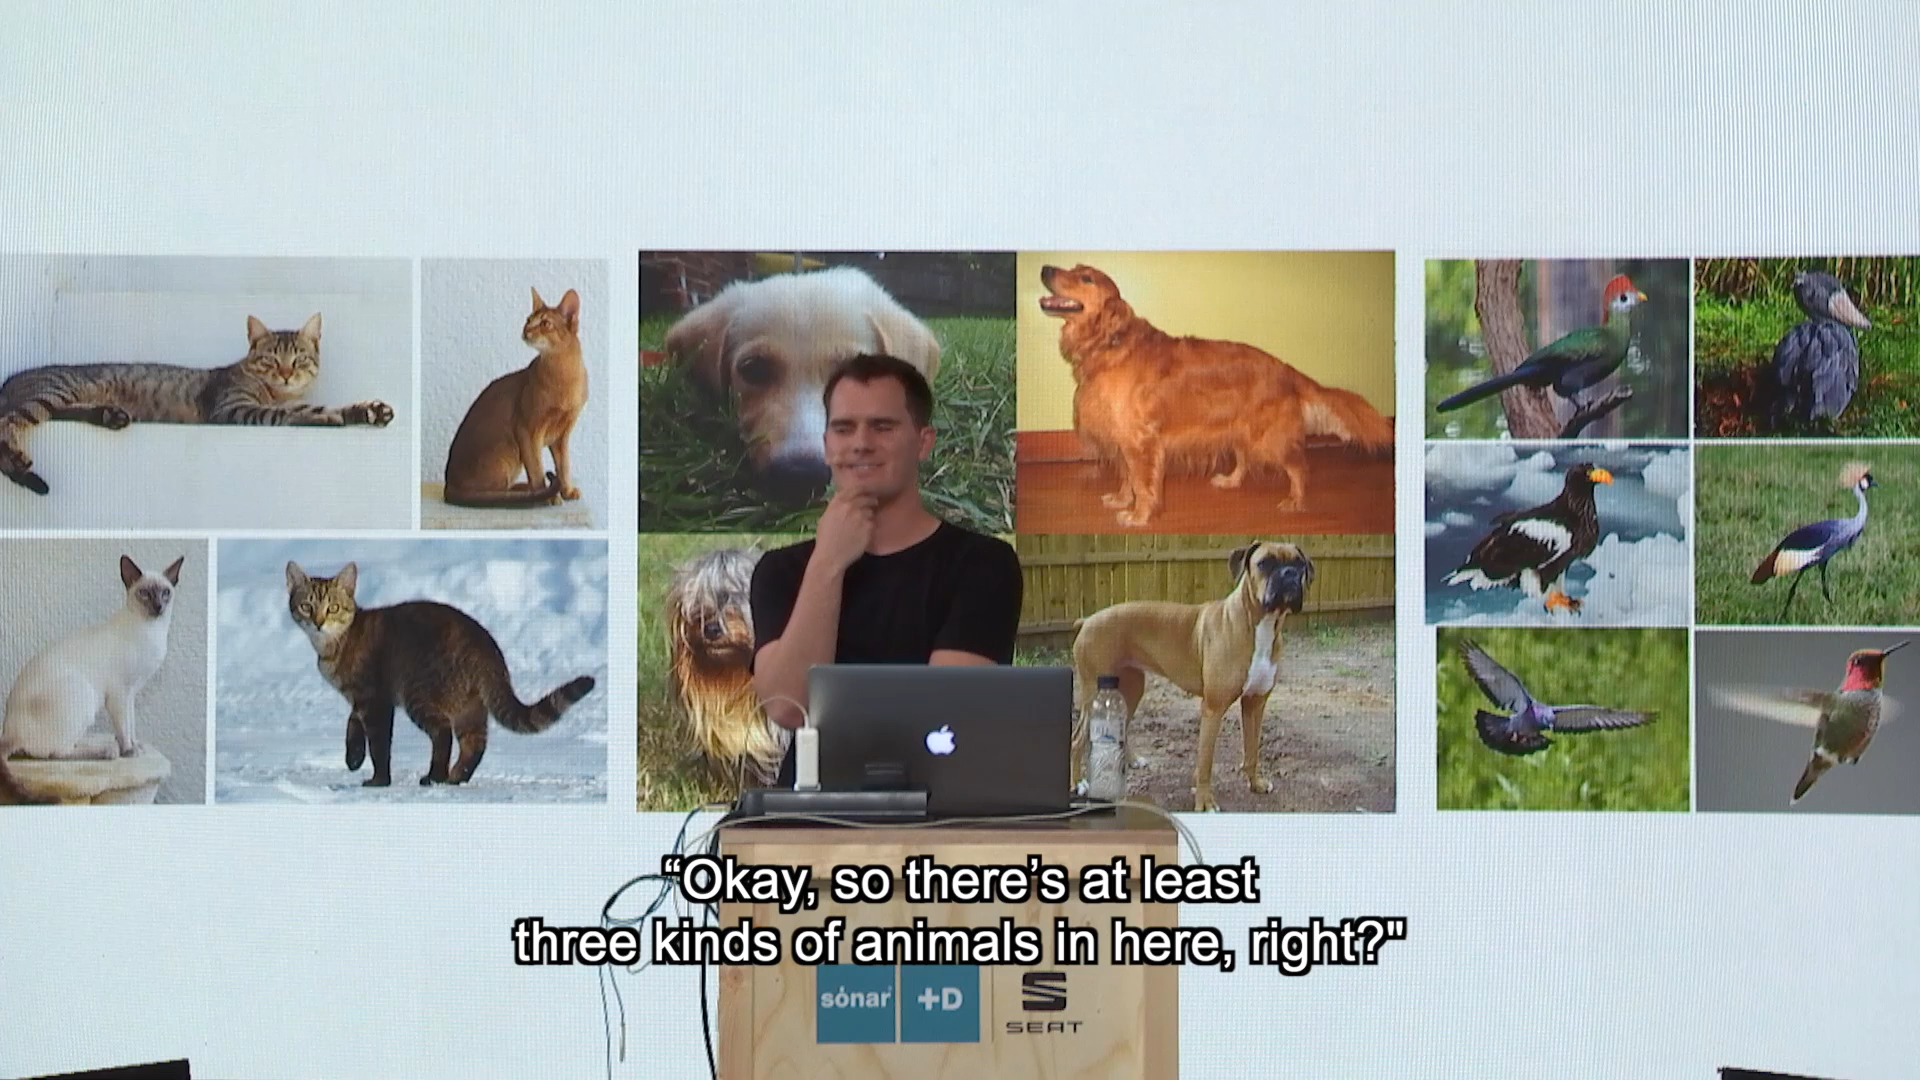 “Okay, so there’s at least
three kinds of animals in here, right?"
sónar
+D
SEAT